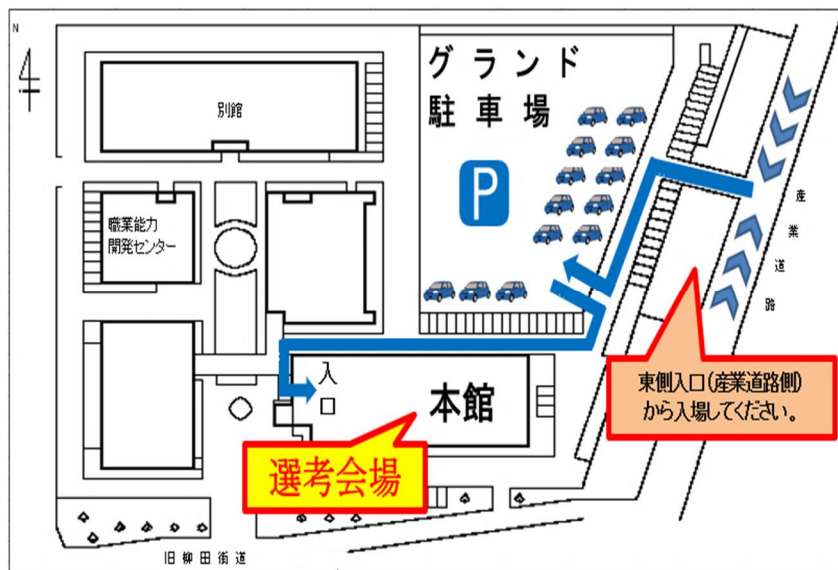 N
別館
グランド
駐車場
P
職業能力
開発センター
産業道路
入口
本館
東側入口(産業道路側)
から入場してください。
選考会場
旧柳田街道